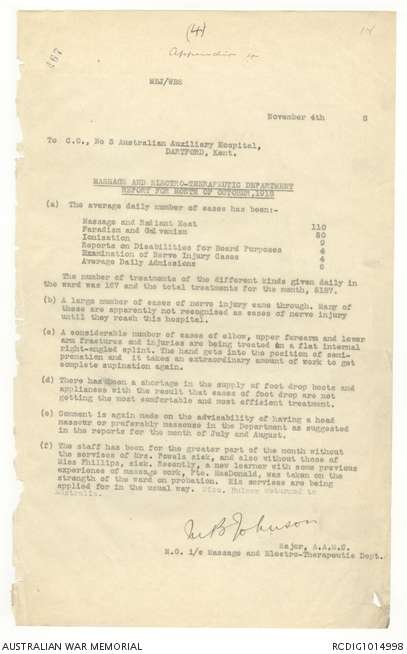 (4)
14
Appendix 4
167
MBJ/WBS
November 4th 8
To C.C., No 3 Australian Auxiliary Hospital,
DARTFORD, Kent.
MASSAGE AND ELECTRO-THERAPEUTIC DEPARTMENT
REPORT FOR MONTH OF OCTOBER, 1918
(a) The average daily number of cases has been:-
Massage and Radiant Heat 110
Faradism and Galvanism 80
Ionisation 9
Reports on Disabilities for Board Purposes 4
Examination of Nerve Injury Cases 4
Average Daily Admissions 6
The number of treatments of the different kinds given daily in
the ward was 167 and the total treatments for the month, 5187.
(b) A large number of cases of nerve injury came through. Many of
these are apparently not recognised as cases of nerve injury
until they reach this hospital.
(c) A considerable number of cases of elbow, upper forearm and lower
arm fractures and injuries are being treated in a flat internal
right-angled splint. The hand gets into the position of semi-
pronation and it takes an extraordinary amount of work to get
complete supination again.
(d) There has been a shortage in the supply of foot drop boots and
appliances with the result that cases of foot drop are not
getting the most comfortable and most efficient treatment.
(e) Comment is again made on the advisability of having a head
masseur or preferably masseuse in the Department as suggested
in the reports for the month of July and August.
(f) The staff has been for the greater part of the month without
the services of Mrs. Powels sick, and also without those of
Miss Phillips, sick. Recently, a new learner with some previous
experience of massage work, Pte. MacDonald, was taken on the
strength of the ward on probation. His services are being
applied for in the usual way. Miss. Hulmer returned to
Australia.
M B Johnson
Major, A.A.M.C.
M.O. i/c Massage and Electro-Therapeutic Dept.
AUSTRALIAN WAR MEMORIAL
RCDIG1014998